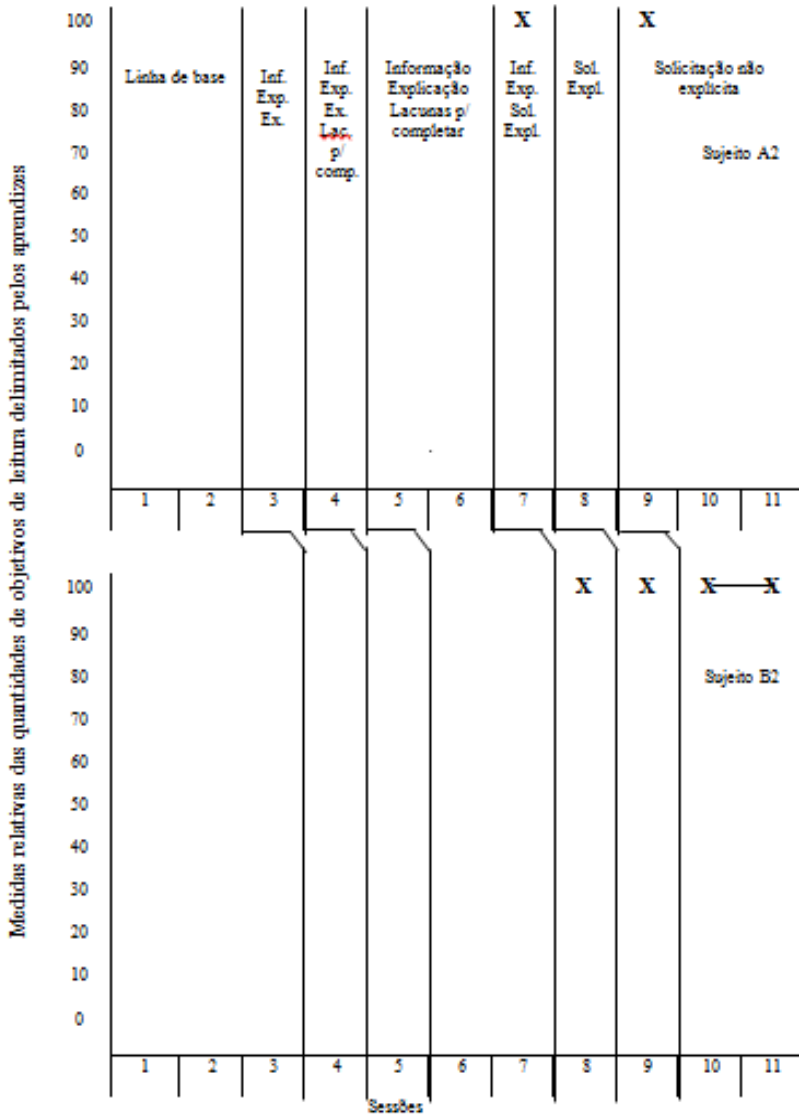 Medidas relativas das quantidades de objetivos de leitura delimitados pelos aprendizes
100
90
80
70
60
50
40
30
20
10
0
X
X
Linha de base
Inf.
Exp.
Ex.
Inf.
Exp.
Ex.
Lac.
p/
comp.
Informação
Explicação
Lacunas p/
completar
Inf.
Exp.
Sol.
Expl.
Sol.
Expl.
Solicitação não
explicita
Sujeito A2
1 2 3 4 5 6 7 8 9 10 11
100
90
80
70
60
50
40
30
20
10
0
X X X X
Sujeito B2
1 2 3 4 5 6 7 8 9 10 11
Sessões